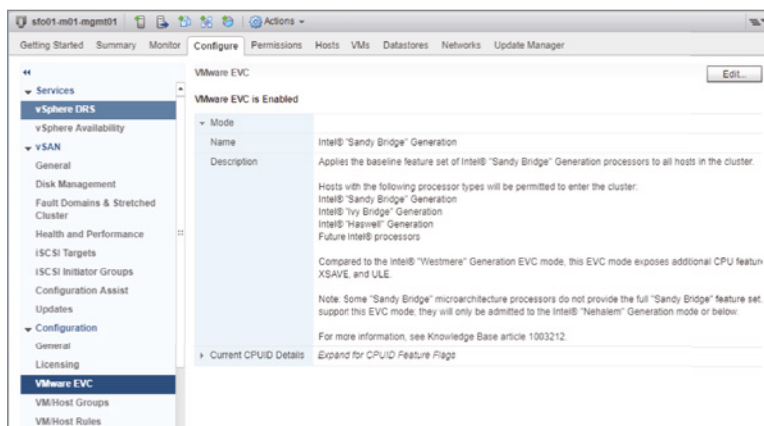 sfo01-m01-mgmt01 Actions
Getting Started Summary Monitor Configure Permissions Hosts VMs Datastores Networks Update Manager
Services
vSphere DRS
vSphere Availability
vSAN
General
Disk Management
Fault Domains & Stretched
Cluster
Health and Performance
iSCSI Targets
iSCSI Initiator Groups
Configuration Assist
Updates
Configuration
General
Licensing
VMware EVC
VM/Host Groups
VM/Host Rules
VMware EVC Edit...
VMware EVC is Enabled
Mode
Name Intel® "Sandy Bridge" Generation
Description Applies the baseline feature set of Intel® "Sandy Bridge" Generation processors to all hosts in the cluster.
Hosts with the following processor types will be permitted to enter the cluster:
Intel® "Sandy Bridge" Generation
Intel® "Ivy Bridge" Generation
Intel® "Haswell" Generation
Future Intel® processors
Compared to the Intel® "Westmere" Generation EVC mode, this EVC mode exposes additional CPU feature
XSAVE, and ULE.
Note: Some "Sandy Bridge" microarchitecture processors do not provide the full "Sandy Bridge" feature set.
support this EVC mode; they will only be admitted to the Intel® "Nehalem" Generation mode or below.
For more information, see Knowledge Base article 1003212.
Current CPUID Details Expand for CPUID Feature Flags